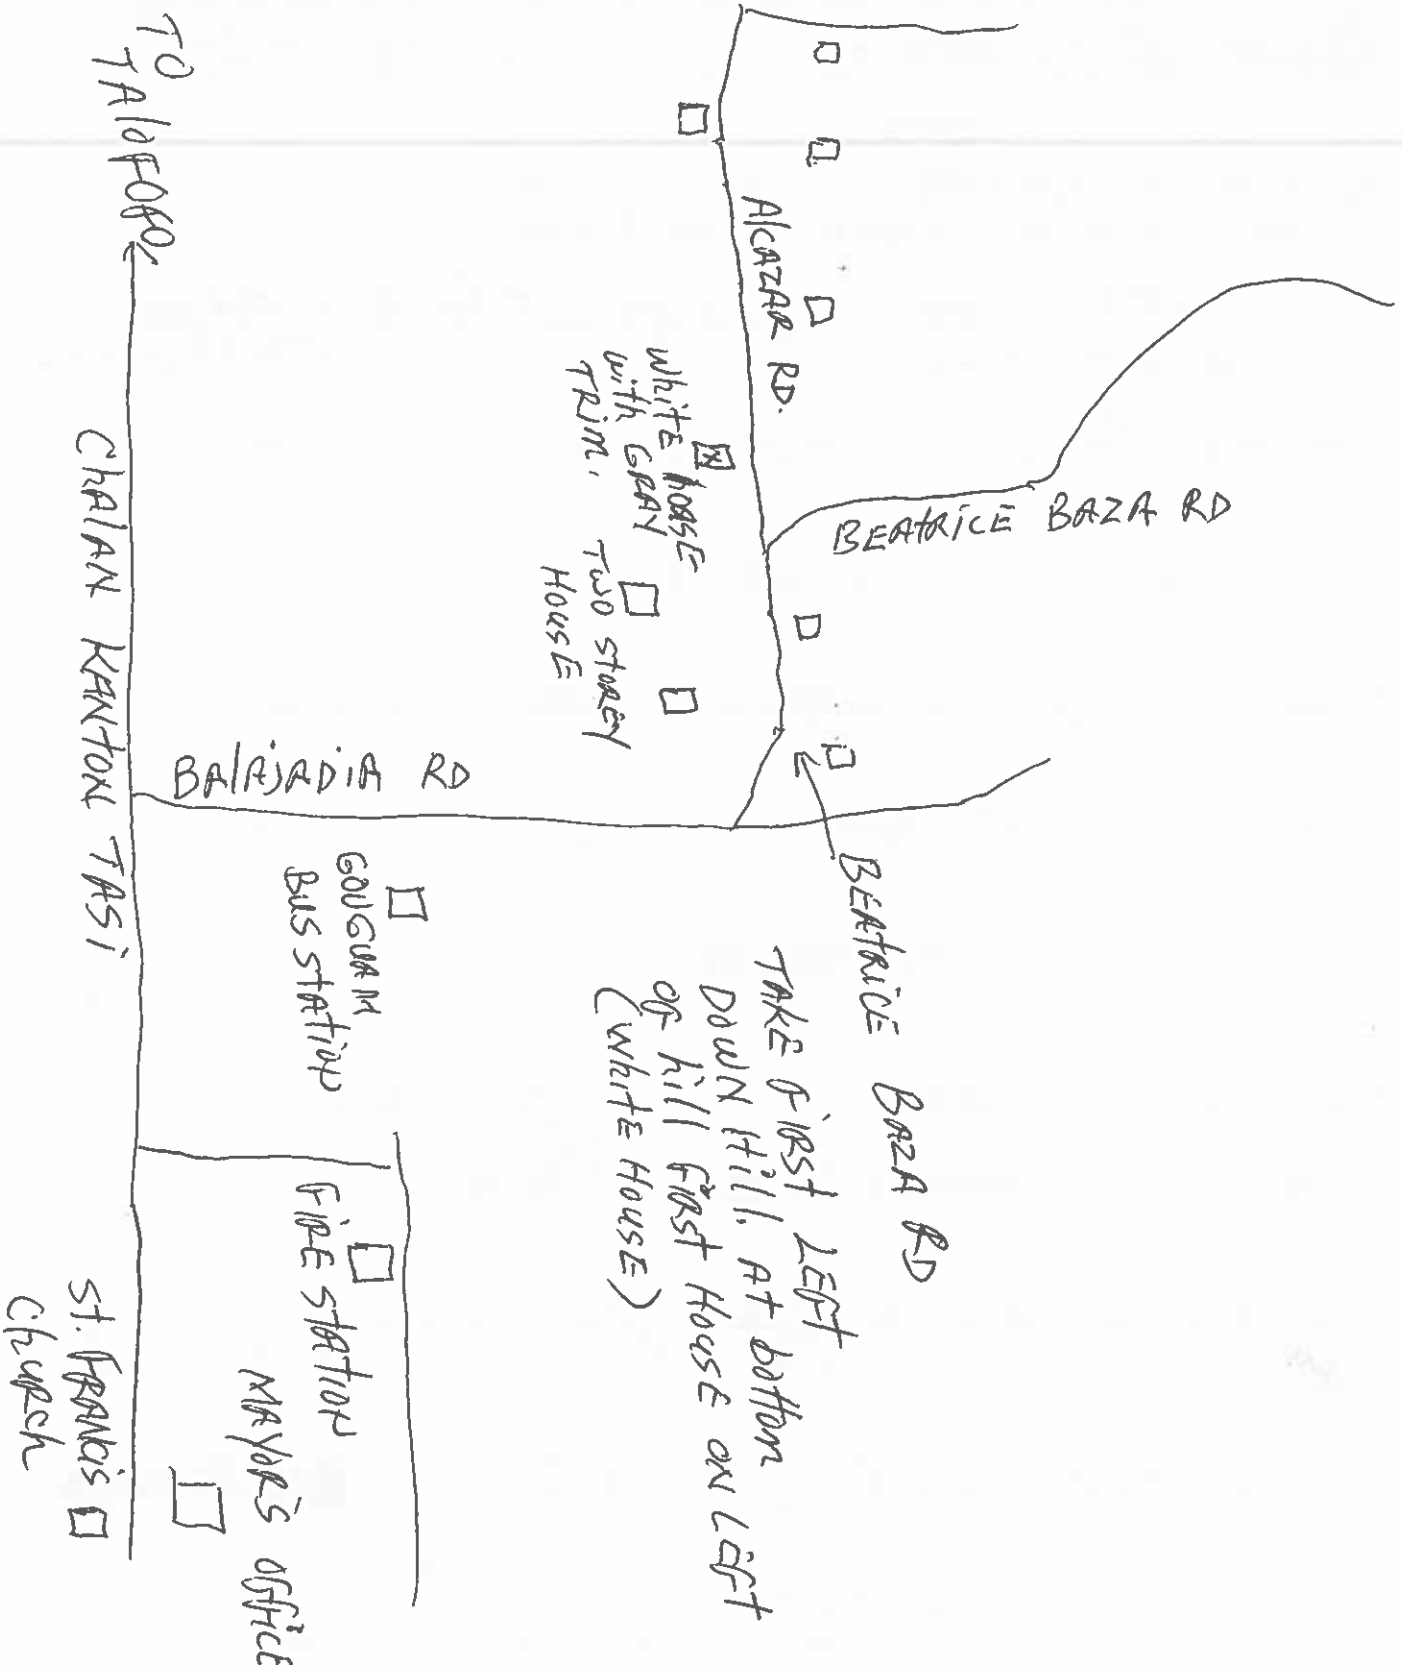 TO
TALOFOFO
CHALAN KANTON TASI
ALCAZAR RD.
WHITE HOUSE
WITH GRAY
TRIM.
TWO STOREY
HOUSE
BEATRICE BAZA RD
BALAJADIA RD
GOUGUAM
BUS STATION
BEATRICE BAZA RD
TAKE FIRST LEFT
DOWN HILL. AT bottom
OF hill FIRST HOUSE ON LEFT
(WHITE HOUSE)
FIRE STATION
MAYOR'S OFFICE
ST. FRANCIS
CHURCH